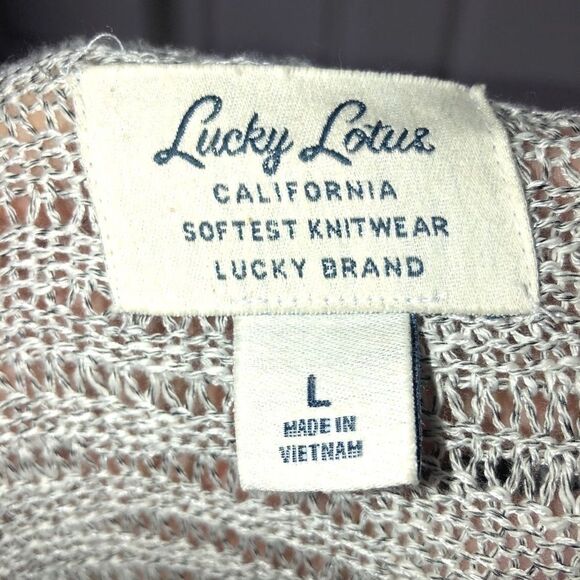 Lucky Lotus
CALIFORNIA
SOFTEST KNITWEAR
LUCKY BRAND
L
MADE IN
VIETNAM